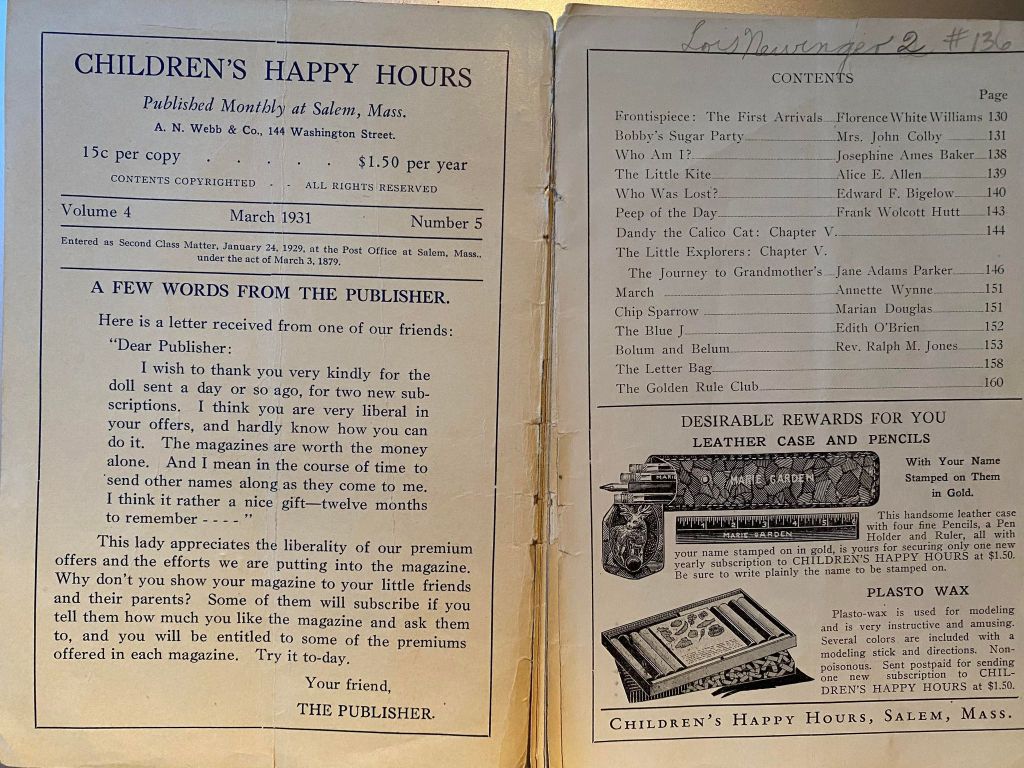 CHILDREN'S HAPPY HOURS
Published Monthly at Salem, Mass.
A. N. Webb & Co., 144 Washington Street.
15c per copy . . . . . $1.50 per year
CONTENTS COPYRIGHTED - - ALL RIGHTS RESERVED
Volume 4 March 1931 Number 5
Entered as Second Class Matter, January 24, 1929, at the Post Office at Salem, Mass.,
under the act of March 3, 1879.
A FEW WORDS FROM THE PUBLISHER.
Here is a letter received from one of our friends:
"Dear Publisher:
I wish to thank you very kindly for the
doll sent a day or so ago, for two new sub-
scriptions. I think you are very liberal in
your offers, and hardly know how you can
do it. The magazines are worth the money
alone. And I mean in the course of time to
send other names along as they come to me.
I think it rather a nice gift—twelve months
to remember - - - - "
This lady appreciates the liberality of our premium
offers and the efforts we are putting into the magazine.
Why don't you show your magazine to your little friends
and their parents? Some of them will subscribe if you
tell them how much you like the magazine and ask them
to, and you will be entitled to some of the premiums
offered in each magazine. Try it to-day.
Your friend,
THE PUBLISHER.
Lois 2 #136
CONTENTS
Page
Frontispiece: The First Arrivals Florence White Williams 130
Bobby's Sugar Party Mrs. John Colby 131
Who Am I? Josephine Ames Baker 138
The Little Kite Alice E. Allen 139
Who Was Lost? Edward F. Bigelow 140
Peep of the Day Frank Wolcott Hutt 143
Dandy the Calico Cat: Chapter V. 144
The Little Explorers: Chapter V.
The Journey to Grandmother's Jane Adams Parker 146
March Annette Wynne 151
Chip Sparrow Marian Douglas 151
The Blue J Edith O'Brien 152
Bolum and Belum Rev. Ralph M. Jones 153
The Letter Bag 158
The Golden Rule Club 160
DESIRABLE REWARDS FOR YOU
LEATHER CASE AND PENCILS
MARI
MARIE GARDEN
1 2 3 4 5
MARIE GARDEN
With Your Name
Stamped on Them
in Gold.
This handsome leather case
with four fine Pencils, a Pen
Holder and Ruler, all with
your name stamped on in gold, is yours for securing only one new
yearly subscription to CHILDREN'S HAPPY HOURS at $1.50.
Be sure to write plainly the name to be stamped on.
PLASTO WAX
Plasto-wax is used for modeling
and is very instructive and amusing.
Several colors are included with a
modeling stick and directions. Non-
poisonous. Sent postpaid for sending
one new subscription to CHIL-
DREN'S HAPPY HOURS at $1.50.
CHILDREN'S HAPPY HOURS, SALEM, MASS.